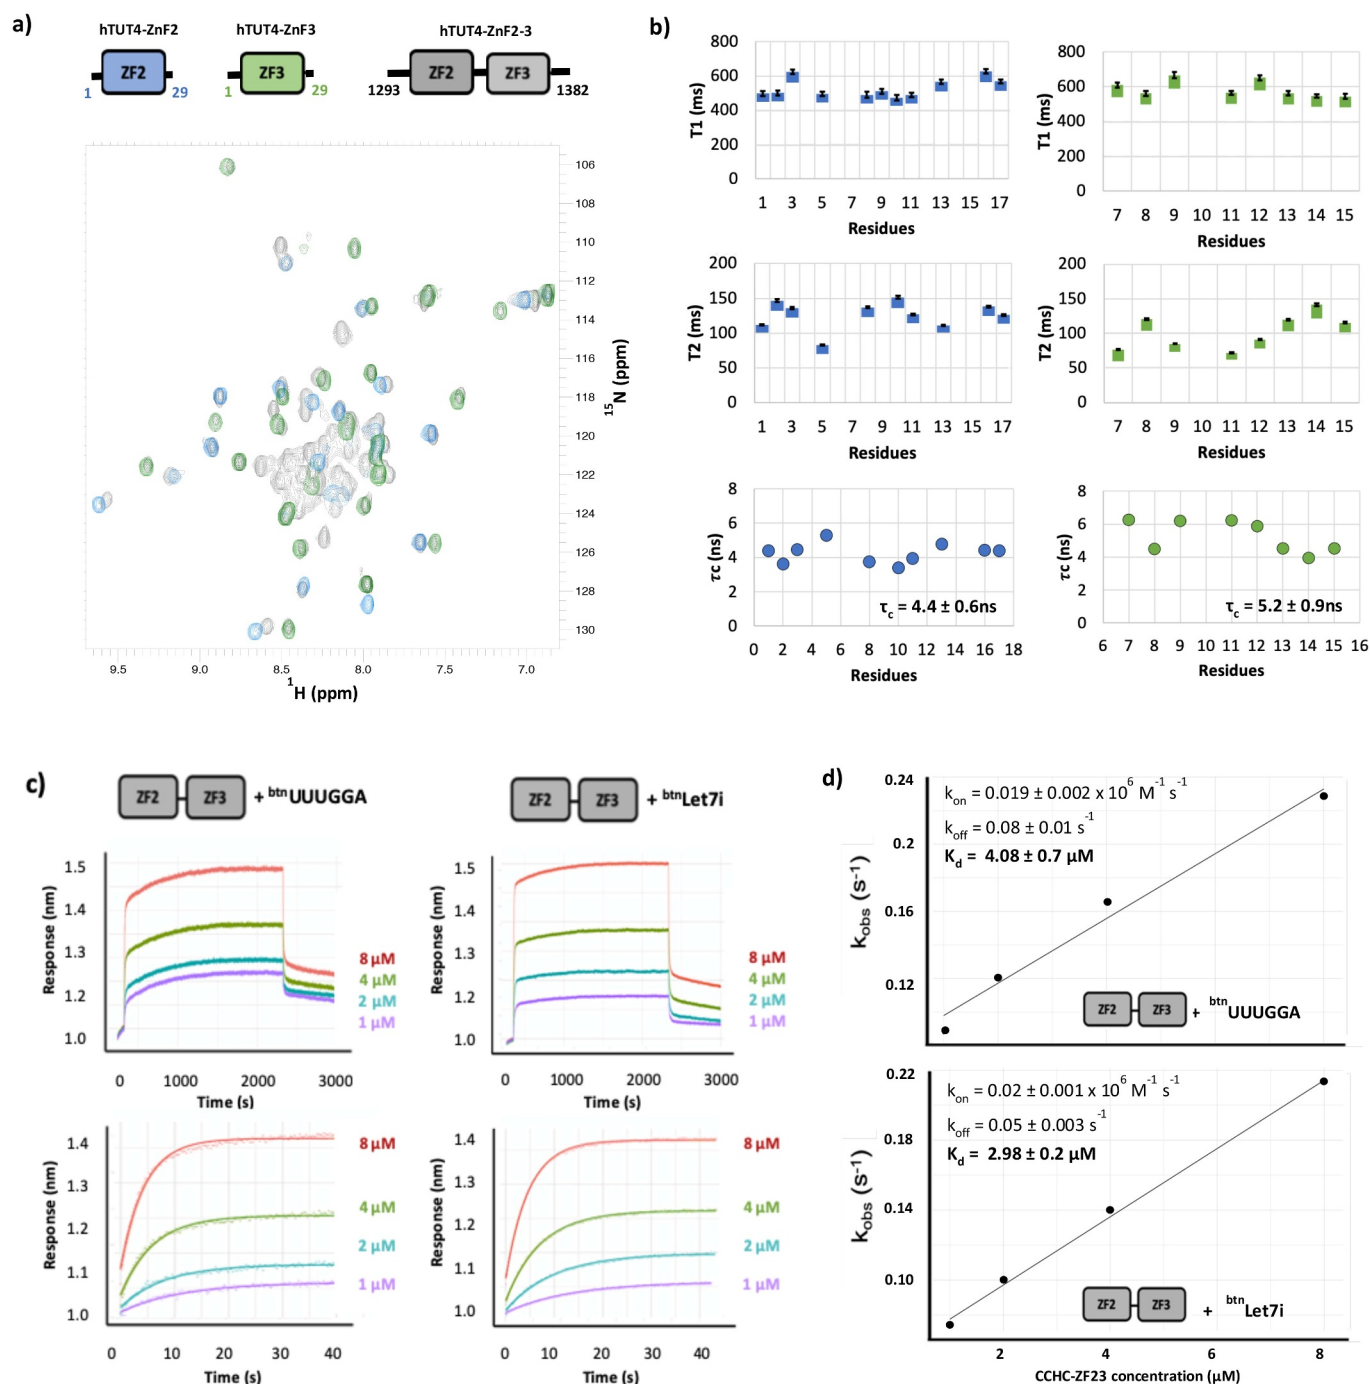 a)
hTUT4-ZnF2
hTUT4-ZnF3
hTUT4-ZnF2-3
ZF2
ZF3
ZF2
ZF3
1
29
1
29
1293
1382
106
108
110
112
114
116
118
120
122
124
126
128
130
15N (ppm)
9.5
9.0
8.5
8.0
7.5
7.0
1H (ppm)
b)
800
600
400
200
0
T1 (ms)
1 3 5 7 9 11 13 15 17
Residues
800
600
400
200
0
T1 (ms)
7 8 9 10 11 12 13 14 15
Residues
200
150
100
50
0
T2 (ms)
1 3 5 7 9 11 13 15 17
Residues
200
150
100
50
0
T2 (ms)
7 8 9 10 11 12 13 14 15
Residues
8
6
4
2
0
τc (ns)
τc = 4.4 ± 0.6ns
0 2 4 6 8 10 12 14 16 18
Residues
8
6
4
2
0
τc (ns)
τc = 5.2 ± 0.9ns
6 7 8 9 10 11 12 13 14 15 16
Residues
c)
ZF2 ZF3 + btnUUUGGA
1.5
1.4
1.3
1.2
1.0
Response (nm)
8 µM
4 µM
2 µM
1 µM
0 1000 2000 3000
Time (s)
ZF2 ZF3 + btnLet7i
1.5
1.4
1.3
1.2
1.0
Response (nm)
8 µM
4 µM
2 µM
1 µM
0 1000 2000 3000
Time (s)
1.4
1.3
1.2
1.1
1.0
Response (nm)
8 µM
4 µM
2 µM
1 µM
0 10 20 30 40
Time (s)
1.4
1.3
1.2
1.1
1.0
Response (nm)
8 µM
4 µM
2 µM
1 µM
0 10 20 30 40
Time (s)
d)
0.24
0.2
0.16
0.12
kobs (s-1)
kon = 0.019 ± 0.002 x 106 M-1 s-1
koff = 0.08 ± 0.01 s-1
Kd = 4.08 ± 0.7 µM
ZF2 ZF3 + btnUUUGGA
0.22
0.18
0.14
0.10
kobs (s-1)
kon = 0.02 ± 0.001 x 106 M-1 s-1
koff = 0.05 ± 0.003 s-1
Kd = 2.98 ± 0.2 µM
ZF2 ZF3 + btnLet7i
2 4 6 8
CCHC-ZF23 concentration (µM)